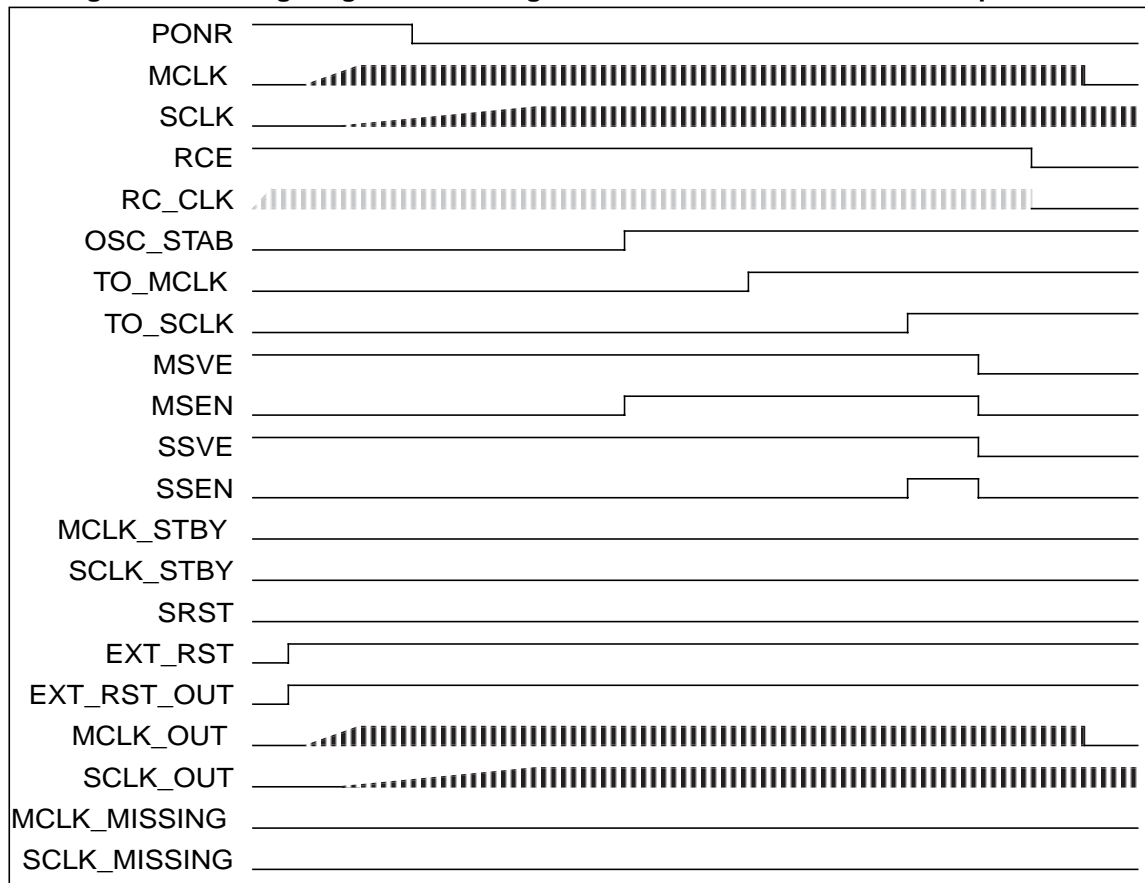 PONR
MCLK
SCLK
RCE
RC_CLK
OSC_STAB
TO_MCLK
TO_SCLK
MSVE
MSEN
SSVE
SSEN
MCLK_STBY
SCLK_STBY
SRST
EXT_RST
EXT_RST_OUT
MCLK_OUT
SCLK_OUT
MCLK_MISSING
SCLK_MISSING